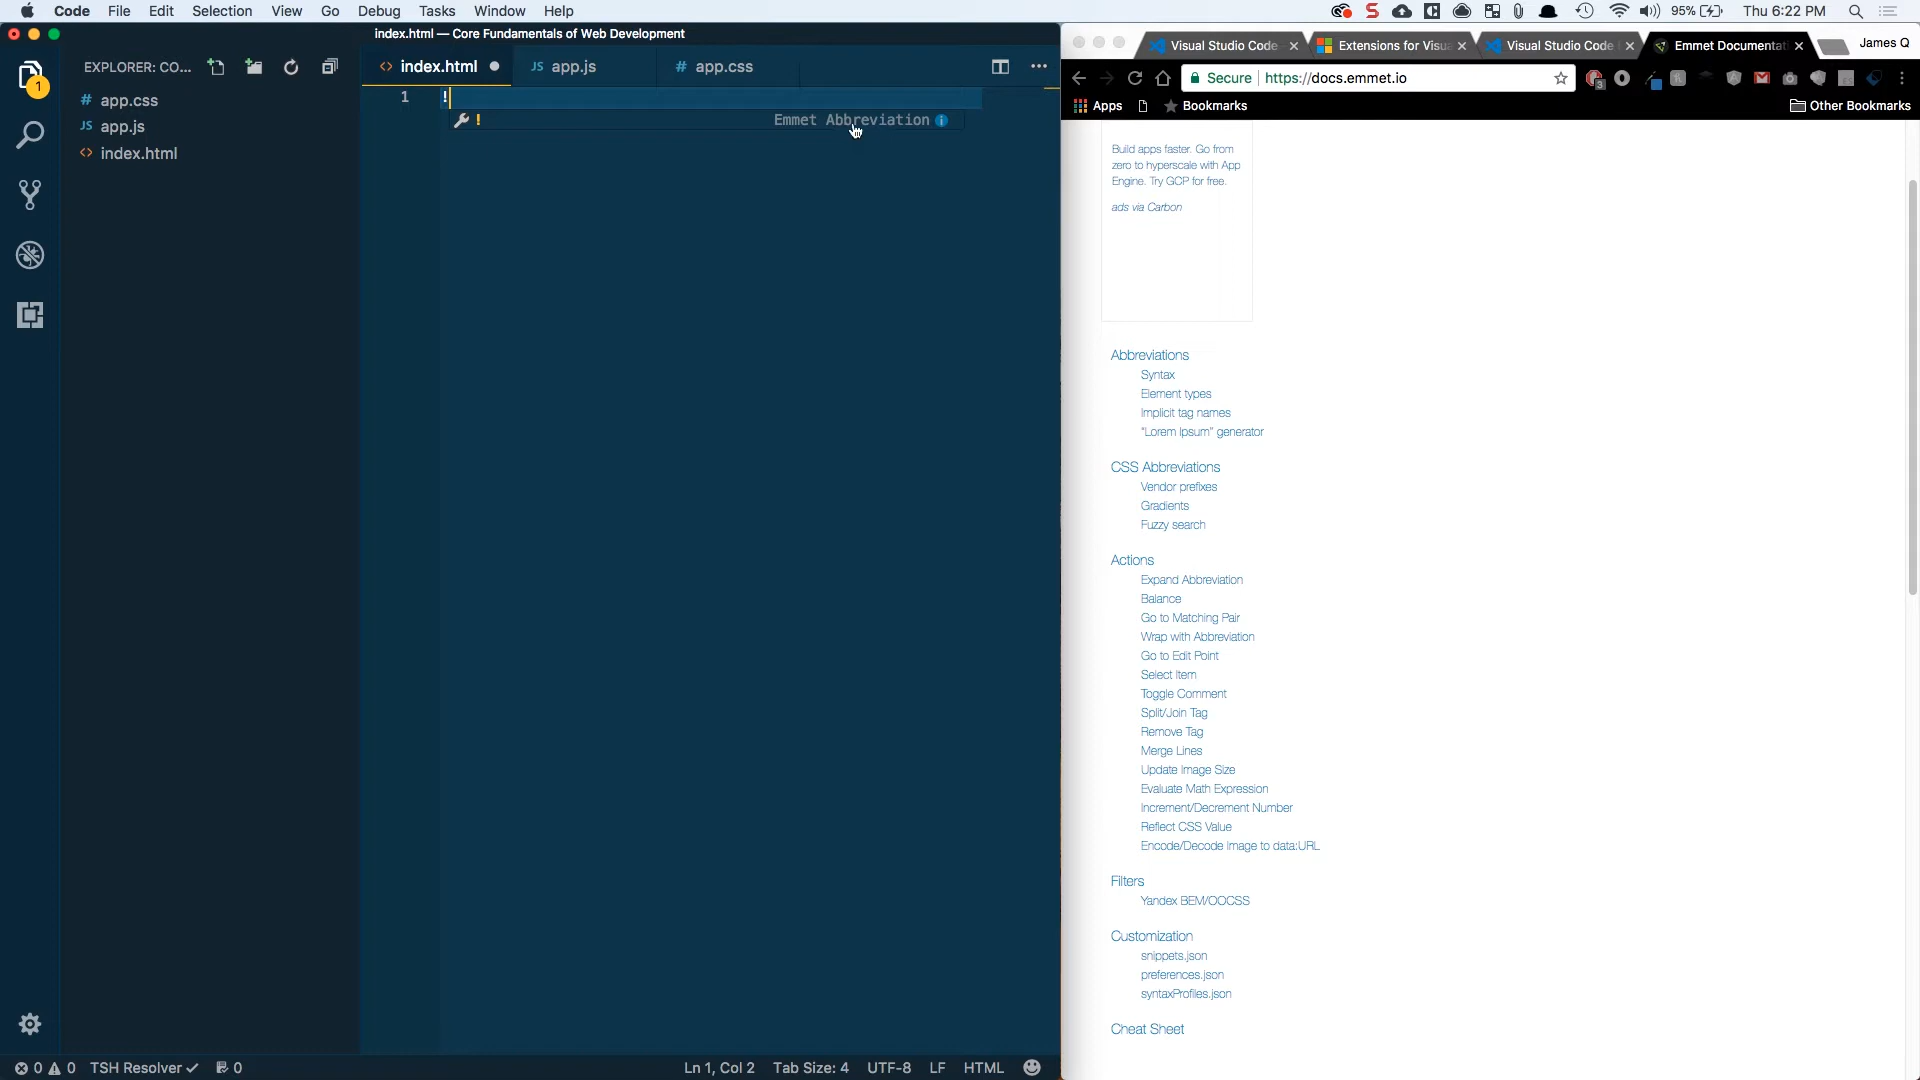 Code File Edit Selection View Go Debug Tasks Window Help
95% Thu 6:22 PM
index.html — Core Fundamentals of Web Development
EXPLORER: CO...
index.html
JS app.js
# app.css
1
# app.css
JS app.js
<> index.html
1 !
! Emmet Abbreviation
0 0 TSH Resolver 0
Ln 1, Col 2 Tab Size: 4 UTF-8 LF HTML
Visual Studio Code
Extensions for Visua
Visual Studio Code
Emmet Documentati
James Q
Secure https://docs.emmet.io
3
Apps Bookmarks Other Bookmarks
Build apps faster. Go from
zero to hyperscale with App
Engine. Try GCP for free.
ads via Carbon
Abbreviations
Syntax
Element types
Implicit tag names
"Lorem Ipsum" generator
CSS Abbreviations
Vendor prefixes
Gradients
Fuzzy search
Actions
Expand Abbreviation
Balance
Go to Matching Pair
Wrap with Abbreviation
Go to Edit Point
Select Item
Toggle Comment
Split/Join Tag
Remove Tag
Merge Lines
Update Image Size
Evaluate Math Expression
Increment/Decrement Number
Reflect CSS Value
Encode/Decode Image to data:URL
Filters
Yandex BEM/OOCSS
Customization
snippets.json
preferences.json
syntaxProfiles.json
Cheat Sheet